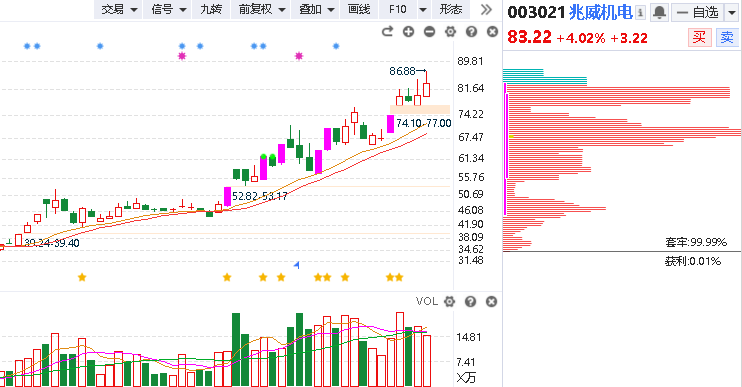 交易 信号 九转 前复权 叠加 画线 F10 形态
003021 兆威机电 自选
83.22 +4.02% +3.22 买 卖
86.88
89.81
81.64
74.22
74.10-77.00
67.47
61.34
55.76
52.82-53.17
50.69
46.08
41.90
39.24-39.40
38.09
34.62
31.48
套牢:99.99%
获利:0.01%
VOL
14.81
7.41
X万